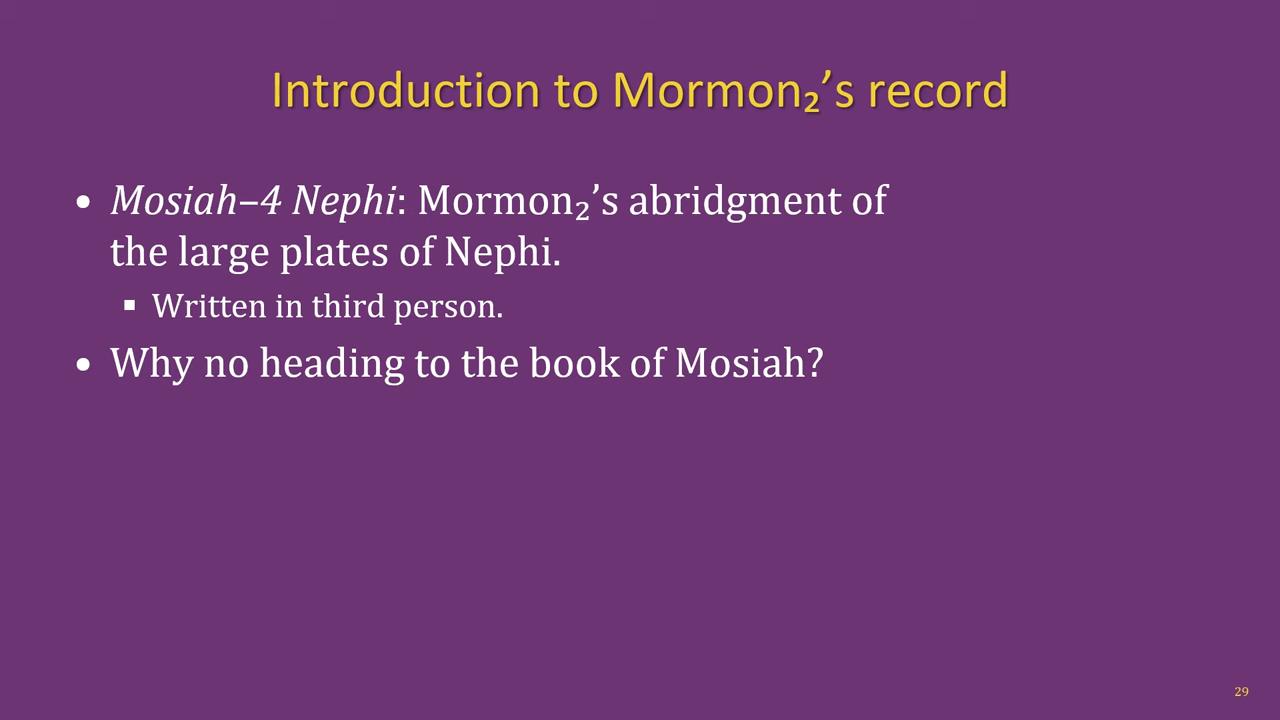 Introduction to Mormon₂’s record
• Mosiah–4 Nephi: Mormon₂’s abridgment of
the large plates of Nephi.
▪ Written in third person.
• Why no heading to the book of Mosiah?
29